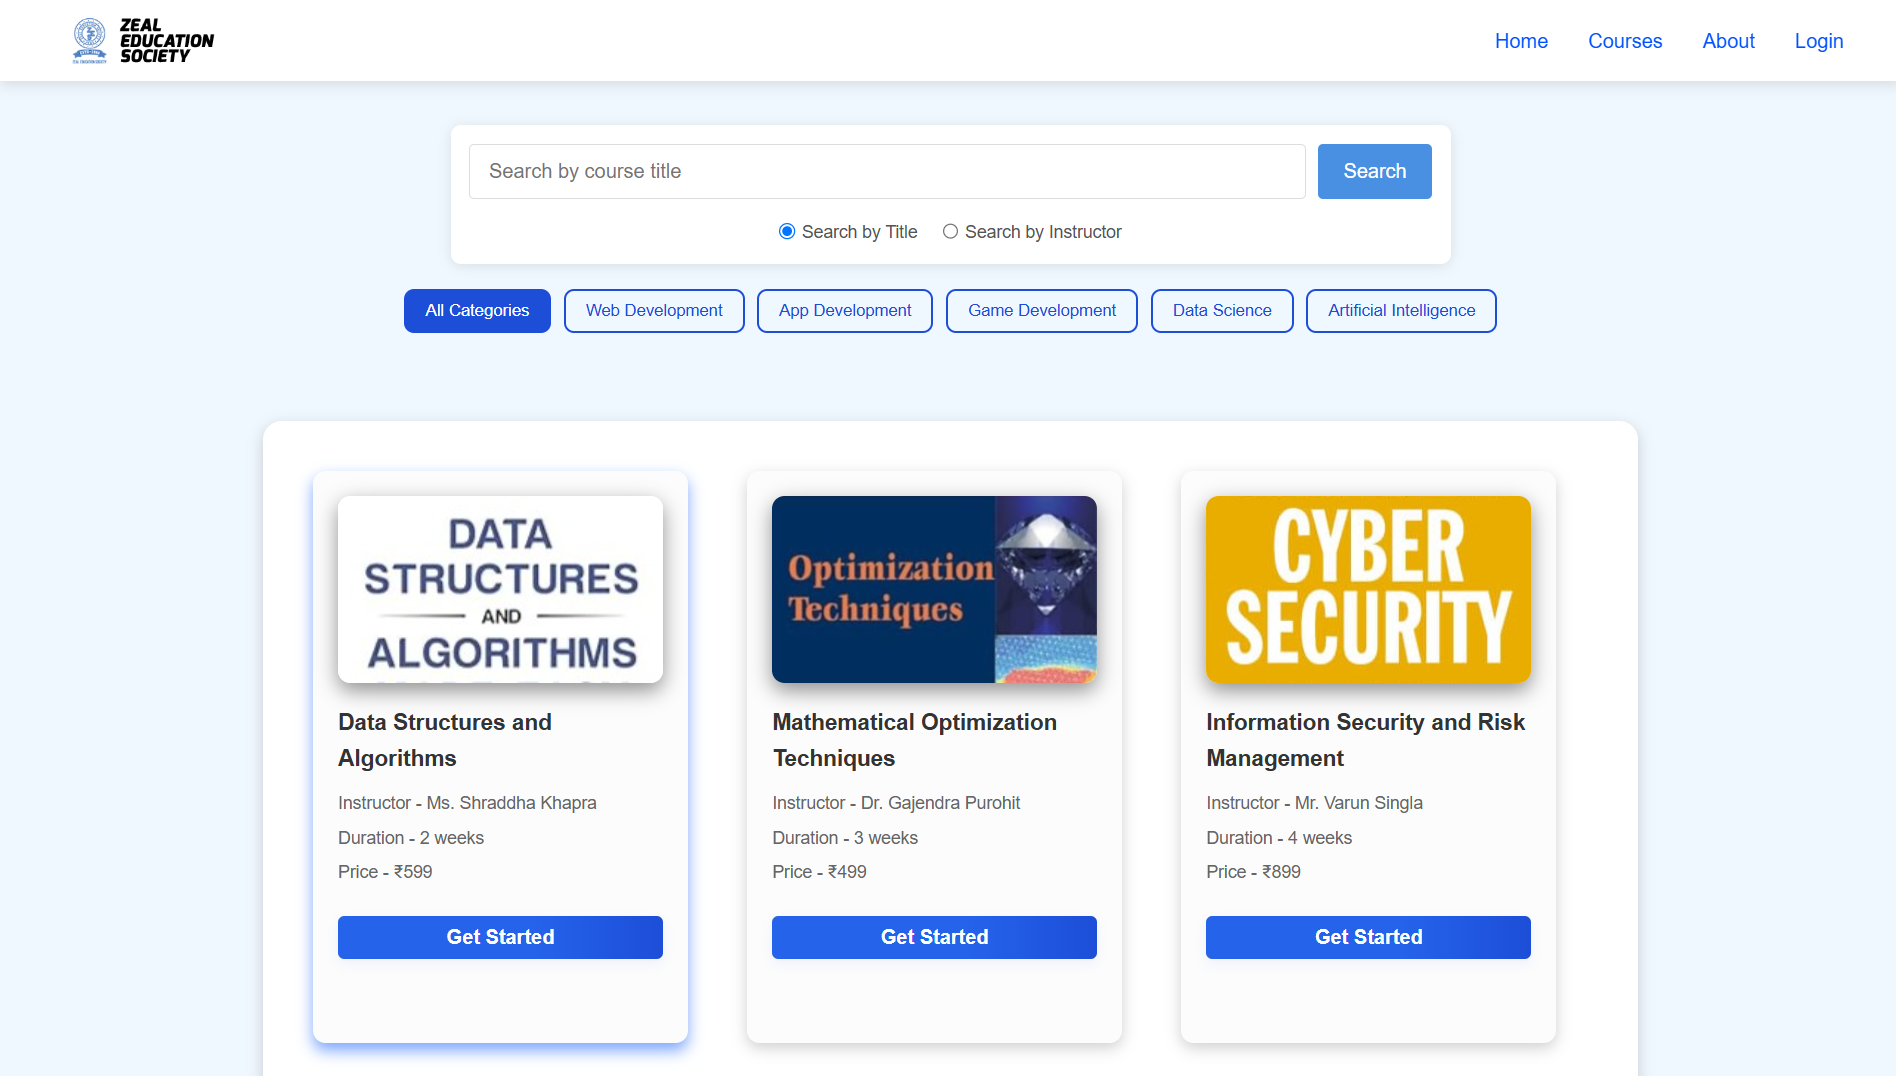 ZEAL
EDUCATION
SOCIETY
Home
Courses
About
Login
Search by course title
Search
Search by Title
Search by Instructor
All Categories
Web Development
App Development
Game Development
Data Science
Artificial Intelligence
DATA
STRUCTURES
AND
ALGORITHMS
Data Structures and
Algorithms
Instructor - Ms. Shraddha Khapra
Duration - 2 weeks
Price - ₹599
Get Started
Optimization
Techniques
Mathematical Optimization
Techniques
Instructor - Dr. Gajendra Purohit
Duration - 3 weeks
Price - ₹499
Get Started
CYBER
SECURITY
Information Security and Risk
Management
Instructor - Mr. Varun Singla
Duration - 4 weeks
Price - ₹899
Get Started